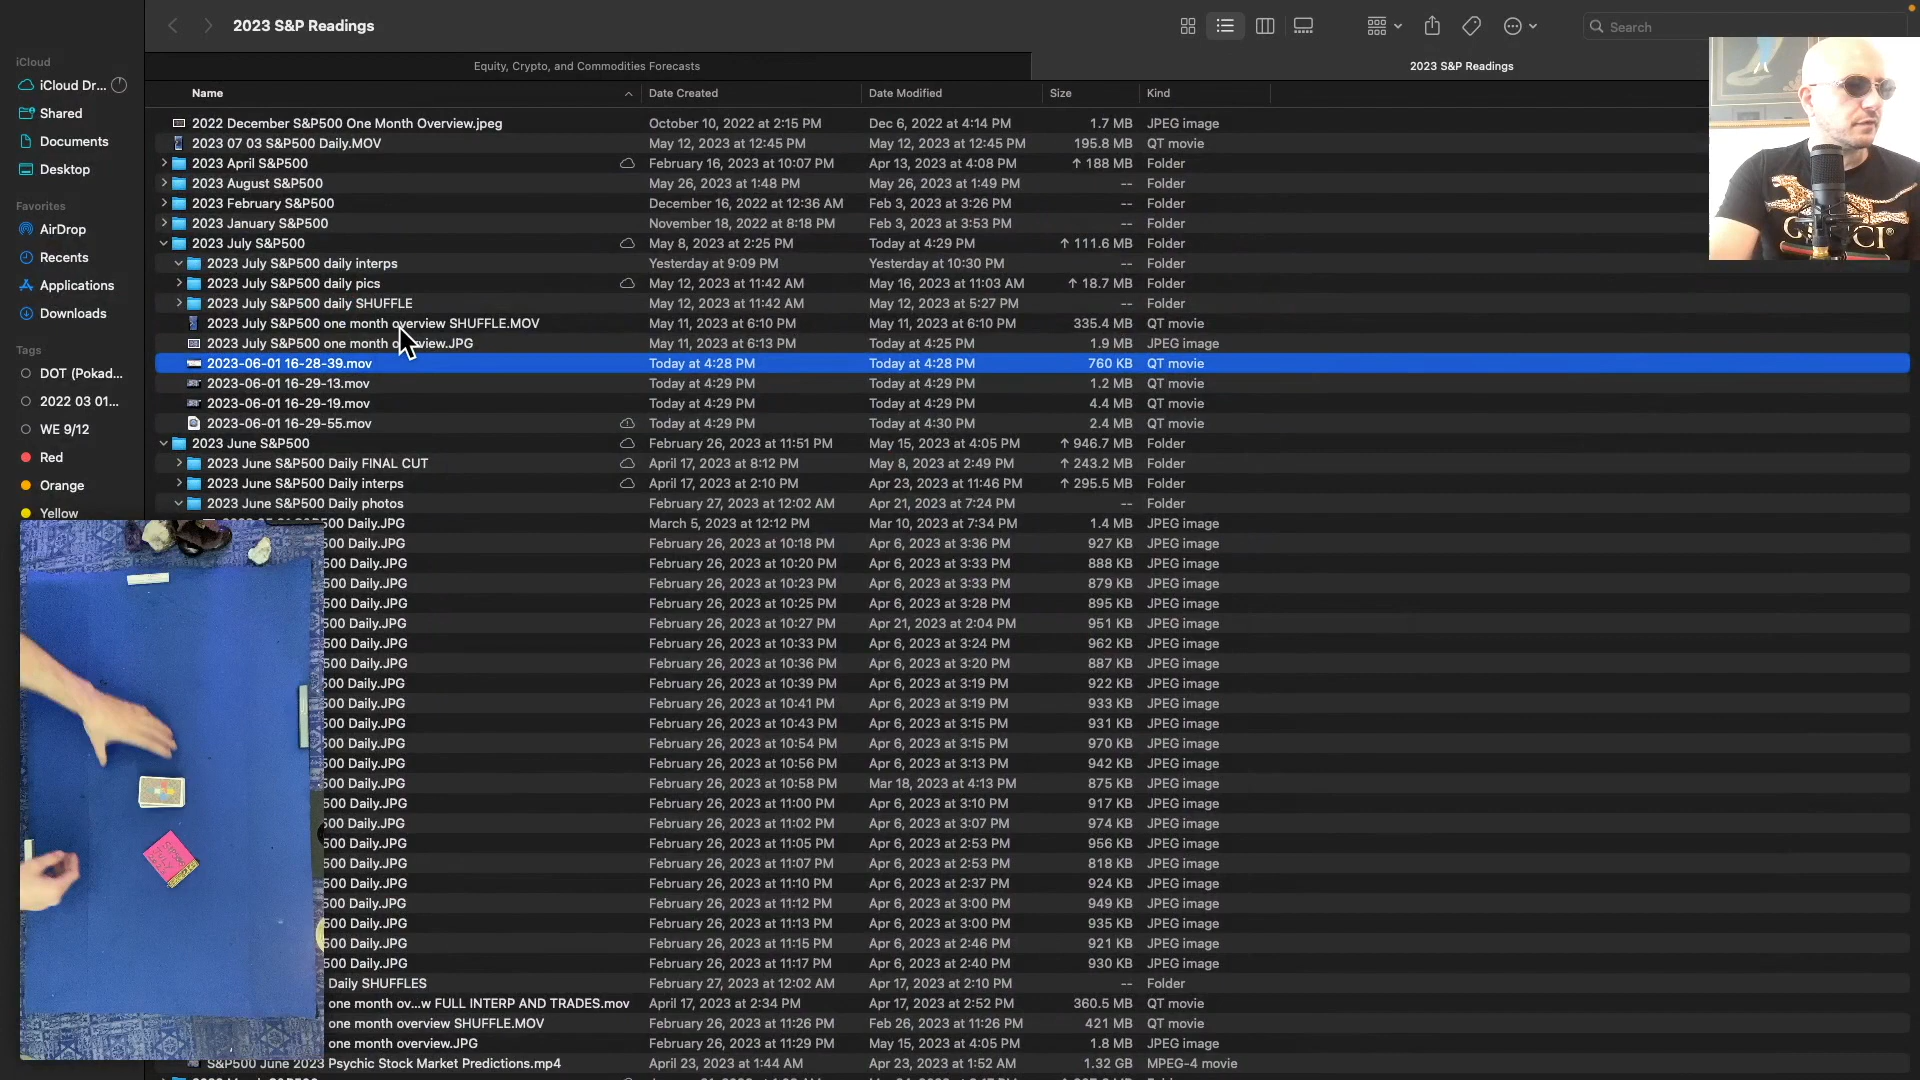 2023 S&P Readings
Search
Equity, Crypto, and Commodities Forecasts
2023 S&P Readings
iCloud
iCloud Dr...
Shared
Documents
Desktop
Favorites
AirDrop
Recents
Applications
Downloads
Tags
DOT (Pokad...
2022 03 01...
WE 9/12
Red
Orange
Yellow
Name Date Created Date Modified Size Kind
2022 December S&P500 One Month Overview.jpeg October 10, 2022 at 2:15 PM Dec 6, 2022 at 4:14 PM 1.7 MB JPEG image
2023 07 03 S&P500 Daily.MOV May 12, 2023 at 12:45 PM May 12, 2023 at 12:45 PM 195.8 MB QT movie
2023 April S&P500 February 16, 2023 at 10:07 PM Apr 13, 2023 at 4:08 PM ↑ 188 MB Folder
2023 August S&P500 May 26, 2023 at 1:48 PM May 26, 2023 at 1:49 PM -- Folder
2023 February S&P500 December 16, 2022 at 12:36 AM Feb 3, 2023 at 3:26 PM -- Folder
2023 January S&P500 November 18, 2022 at 8:18 PM Feb 3, 2023 at 3:53 PM -- Folder
2023 July S&P500 May 8, 2023 at 2:25 PM Today at 4:29 PM ↑ 111.6 MB Folder
2023 July S&P500 daily interps Yesterday at 9:09 PM Yesterday at 10:30 PM -- Folder
2023 July S&P500 daily pics May 12, 2023 at 11:42 AM May 16, 2023 at 11:03 AM ↑ 18.7 MB Folder
2023 July S&P500 daily SHUFFLE May 12, 2023 at 11:42 AM May 12, 2023 at 5:27 PM -- Folder
2023 July S&P500 one month overview SHUFFLE.MOV May 11, 2023 at 6:10 PM May 11, 2023 at 6:10 PM 335.4 MB QT movie
2023 July S&P500 one month overview.JPG May 11, 2023 at 6:13 PM Today at 4:25 PM 1.9 MB JPEG image
2023-06-01 16-28-39.mov Today at 4:28 PM Today at 4:28 PM 760 KB QT movie
2023-06-01 16-29-13.mov Today at 4:29 PM Today at 4:29 PM 1.2 MB QT movie
2023-06-01 16-29-19.mov Today at 4:29 PM Today at 4:29 PM 4.4 MB QT movie
2023-06-01 16-29-55.mov Today at 4:29 PM Today at 4:30 PM 2.4 MB QT movie
2023 June S&P500 February 26, 2023 at 11:51 PM May 15, 2023 at 4:05 PM ↑ 946.7 MB Folder
2023 June S&P500 Daily FINAL CUT April 17, 2023 at 8:12 PM May 8, 2023 at 2:49 PM ↑ 243.2 MB Folder
2023 June S&P500 Daily interps April 17, 2023 at 2:10 PM Apr 23, 2023 at 11:46 PM ↑ 295.5 MB Folder
2023 June S&P500 Daily photos February 27, 2023 at 12:02 AM Apr 21, 2023 at 7:24 PM -- Folder
500 Daily.JPG March 5, 2023 at 12:12 PM Mar 10, 2023 at 7:34 PM 1.4 MB JPEG image
500 Daily.JPG February 26, 2023 at 10:18 PM Apr 6, 2023 at 3:36 PM 927 KB JPEG image
500 Daily.JPG February 26, 2023 at 10:20 PM Apr 6, 2023 at 3:33 PM 888 KB JPEG image
500 Daily.JPG February 26, 2023 at 10:23 PM Apr 6, 2023 at 3:33 PM 879 KB JPEG image
500 Daily.JPG February 26, 2023 at 10:25 PM Apr 6, 2023 at 3:28 PM 895 KB JPEG image
500 Daily.JPG February 26, 2023 at 10:27 PM Apr 21, 2023 at 2:04 PM 951 KB JPEG image
500 Daily.JPG February 26, 2023 at 10:33 PM Apr 6, 2023 at 3:24 PM 962 KB JPEG image
500 Daily.JPG February 26, 2023 at 10:36 PM Apr 6, 2023 at 3:20 PM 887 KB JPEG image
500 Daily.JPG February 26, 2023 at 10:39 PM Apr 6, 2023 at 3:19 PM 922 KB JPEG image
500 Daily.JPG February 26, 2023 at 10:41 PM Apr 6, 2023 at 3:19 PM 933 KB JPEG image
500 Daily.JPG February 26, 2023 at 10:43 PM Apr 6, 2023 at 3:15 PM 931 KB JPEG image
500 Daily.JPG February 26, 2023 at 10:54 PM Apr 6, 2023 at 3:15 PM 970 KB JPEG image
500 Daily.JPG February 26, 2023 at 10:56 PM Apr 6, 2023 at 3:13 PM 942 KB JPEG image
500 Daily.JPG February 26, 2023 at 10:58 PM Mar 18, 2023 at 4:13 PM 875 KB JPEG image
500 Daily.JPG February 26, 2023 at 11:00 PM Apr 6, 2023 at 3:10 PM 917 KB JPEG image
500 Daily.JPG February 26, 2023 at 11:02 PM Apr 6, 2023 at 3:07 PM 974 KB JPEG image
500 Daily.JPG February 26, 2023 at 11:05 PM Apr 6, 2023 at 2:53 PM 956 KB JPEG image
500 Daily.JPG February 26, 2023 at 11:07 PM Apr 6, 2023 at 2:53 PM 818 KB JPEG image
500 Daily.JPG February 26, 2023 at 11:10 PM Apr 6, 2023 at 2:37 PM 924 KB JPEG image
500 Daily.JPG February 26, 2023 at 11:12 PM Apr 6, 2023 at 3:00 PM 949 KB JPEG image
500 Daily.JPG February 26, 2023 at 11:13 PM Apr 6, 2023 at 3:00 PM 935 KB JPEG image
500 Daily.JPG February 26, 2023 at 11:15 PM Apr 6, 2023 at 2:46 PM 921 KB JPEG image
500 Daily.JPG February 26, 2023 at 11:17 PM Apr 6, 2023 at 2:40 PM 930 KB JPEG image
Daily SHUFFLES February 27, 2023 at 12:02 AM Apr 17, 2023 at 2:10 PM -- Folder
one month ov...w FULL INTERP AND TRADES.mov April 17, 2023 at 2:34 PM Apr 17, 2023 at 2:52 PM 360.5 MB QT movie
one month overview SHUFFLE.MOV February 26, 2023 at 11:26 PM Feb 26, 2023 at 11:26 PM 421 MB QT movie
one month overview.JPG February 26, 2023 at 11:29 PM May 15, 2023 at 4:05 PM 1.8 MB JPEG image
S&P500 June 2023 Psychic Stock Market Predictions.mp4 April 23, 2023 at 1:44 AM Apr 23, 2023 at 1:52 AM 1.32 GB MPEG-4 movie